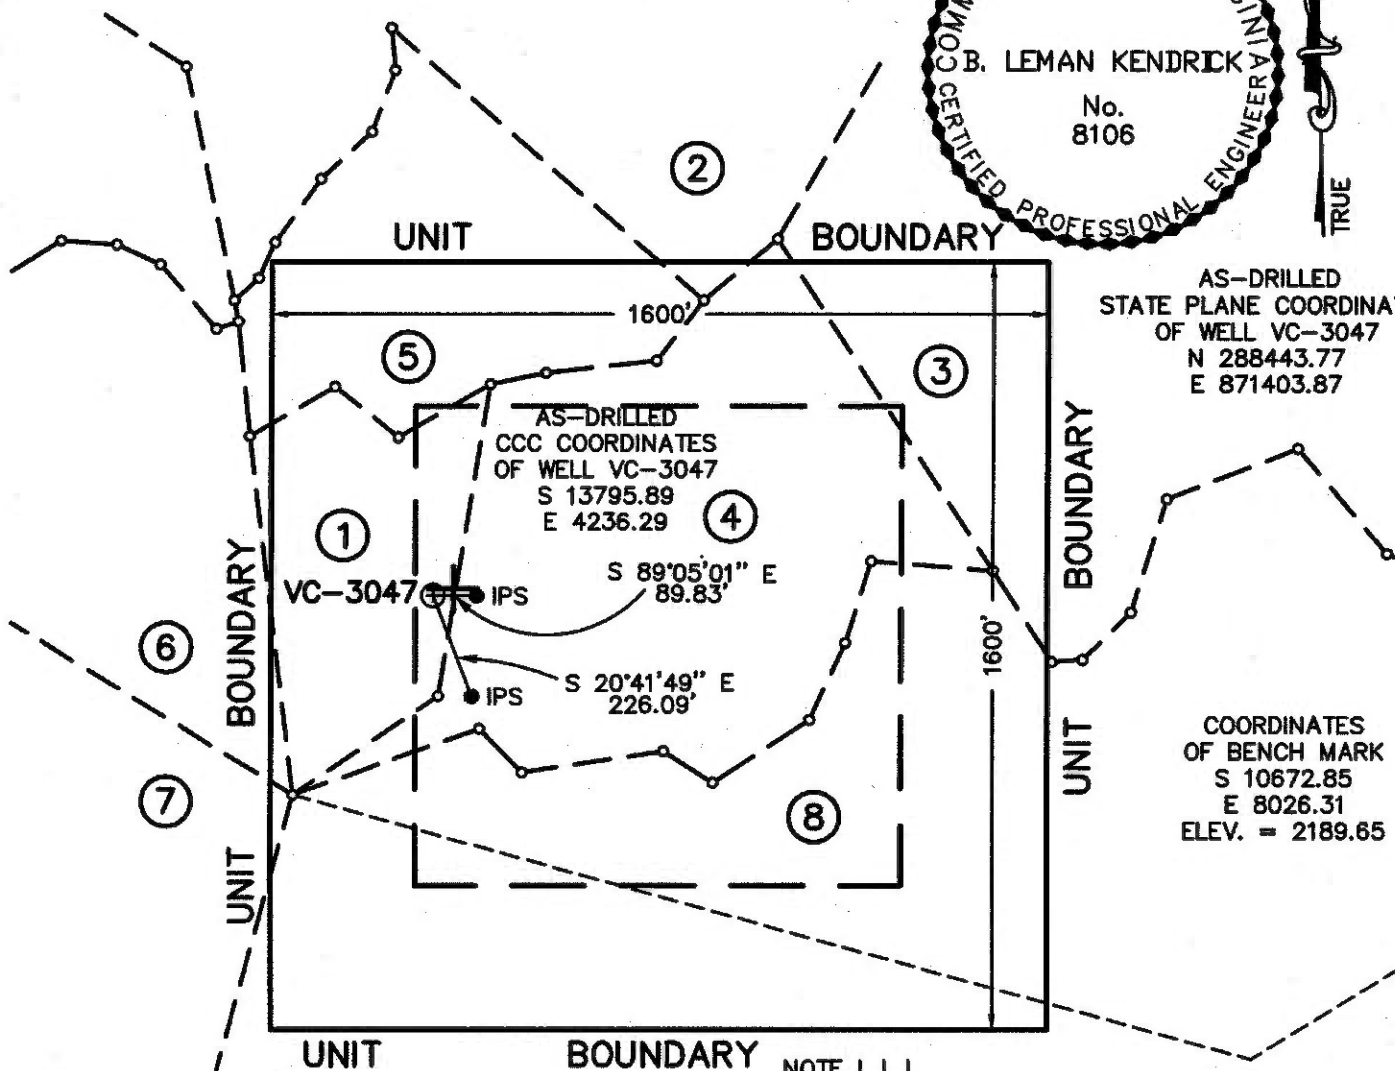 B. LEMAN KENDRICK
No.
8106
CERTIFIED PROFESSIONAL ENGINEER
TRUE
2
UNIT BOUNDARY
1600'
AS-DRILLED
OF WELL VC-3047
N 288443.77
E 871403.87
STATE PLANE
5
3
AS-DRILLED
CCC COORDINATES
OF WELL VC-3047
S 13795.89
E 4236.29
4
1
BOUNDARY
BOUNDARY
S 89°05'01" E
89.83'
VC-3047
IPS
1600'
6
S 20°41'49" E
226.09'
IPS
COORDINATES
OF BENCH MARK
S 10672.85
E 8026.31
ELEV. = 2189.65
UNIT
7
8
UNIT
UNIT BOUNDARY